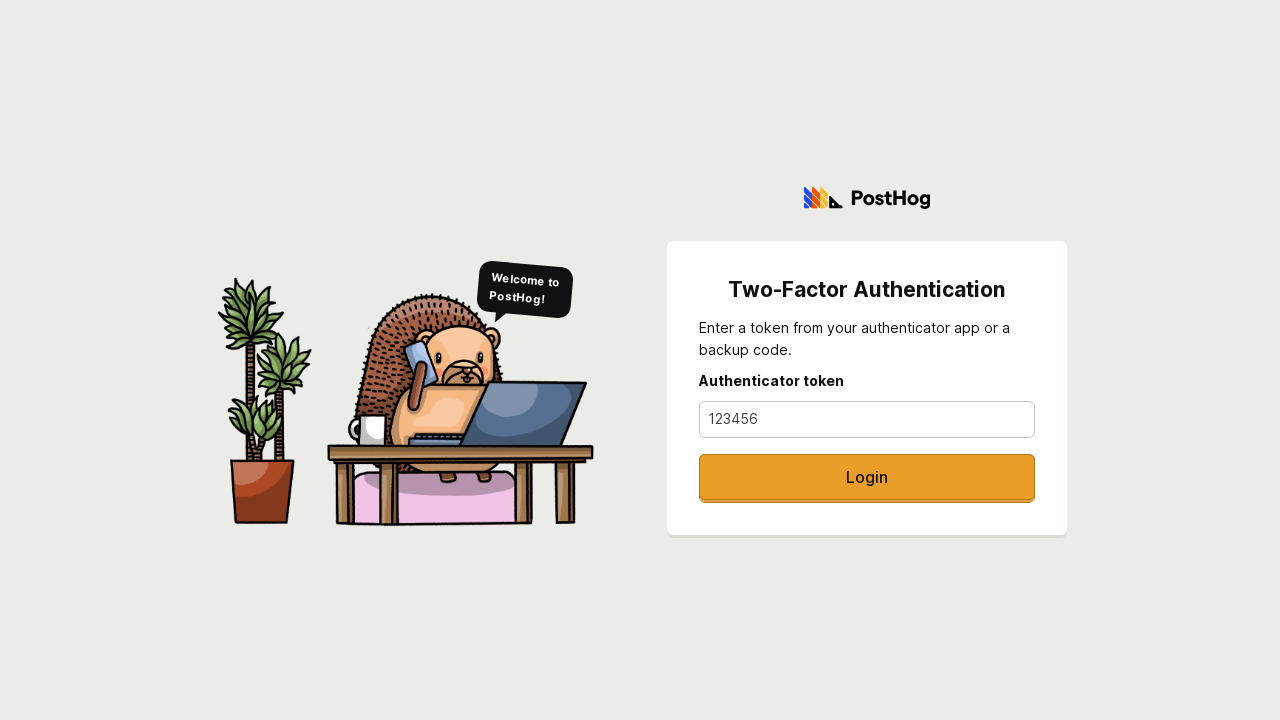 PostHog
Welcome to
PostHog!
Two-Factor Authentication
Enter a token from your authenticator app or a
backup code.
Authenticator token
123456
Login